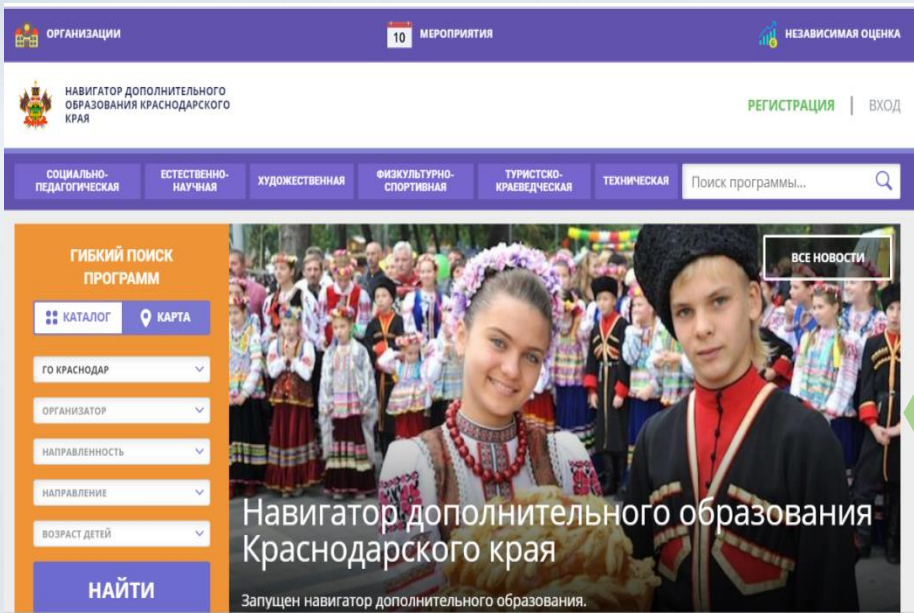 ОРГАНИЗАЦИИ
10 МЕРОПРИЯТИЯ
НЕЗАВИСИМАЯ ОЦЕНКА
НАВИГАТОР ДОПОЛНИТЕЛЬНОГО
ОБРАЗОВАНИЯ КРАСНОДАРСКОГО
КРАЯ
РЕГИСТРАЦИЯ | ВХОД
СОЦИАЛЬНО-
ПЕДАГОГИЧЕСКАЯ
ЕСТЕСТВЕННО-
НАУЧНАЯ
ХУДОЖЕСТВЕННАЯ
ФИЗКУЛЬТУРНО-
СПОРТИВНАЯ
ТУРИСТСКО-
КРАЕВЕДЧЕСКАЯ
ТЕХНИЧЕСКАЯ
Поиск программы...
ГИБКИЙ ПОИСК
ПРОГРАММ
КАТАЛОГ
КАРТА
ГО КРАСНОДАР
ОРГАНИЗАТОР
НАПРАВЛЕННОСТЬ
НАПРАВЛЕНИЕ
ВОЗРАСТ ДЕТЕЙ
НАЙТИ
ВСЕ НОВОСТИ
Навигатор дополнительного образования
Краснодарского края
Запущен навигатор дополнительного образования.